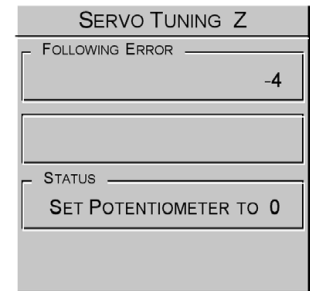 SERVO TUNING Z
FOLLOWING ERROR
-4
STATUS
SET POTENTIOMETER TO 0